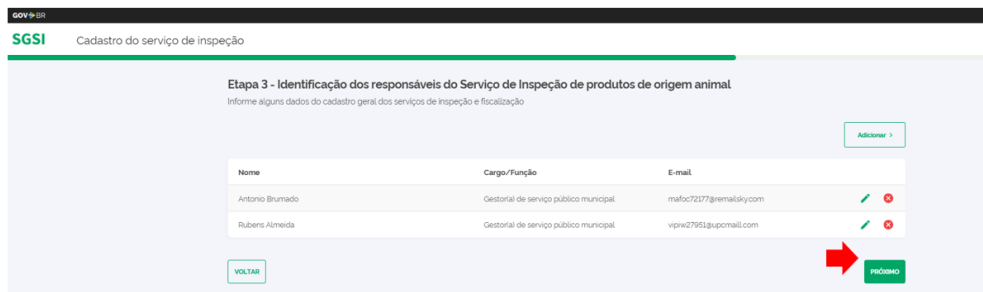 GOV BR
SGSI Cadastro do serviço de inspeção
Etapa 3 - Identificação dos responsáveis do Serviço de Inspeção de produtos de origem animal
Informe alguns dados do cadastro geral dos serviços de inspeção e fiscalização
Adicionar >
Nome Cargo/Função E-mail
Antonio Brumado Gestor(a) de serviço público municipal mafoc72177@remailsky.com
Rubens Almeida Gestor(a) de serviço público municipal vipiw27951@upcmaill.com
VOLTAR PRÓXIMO